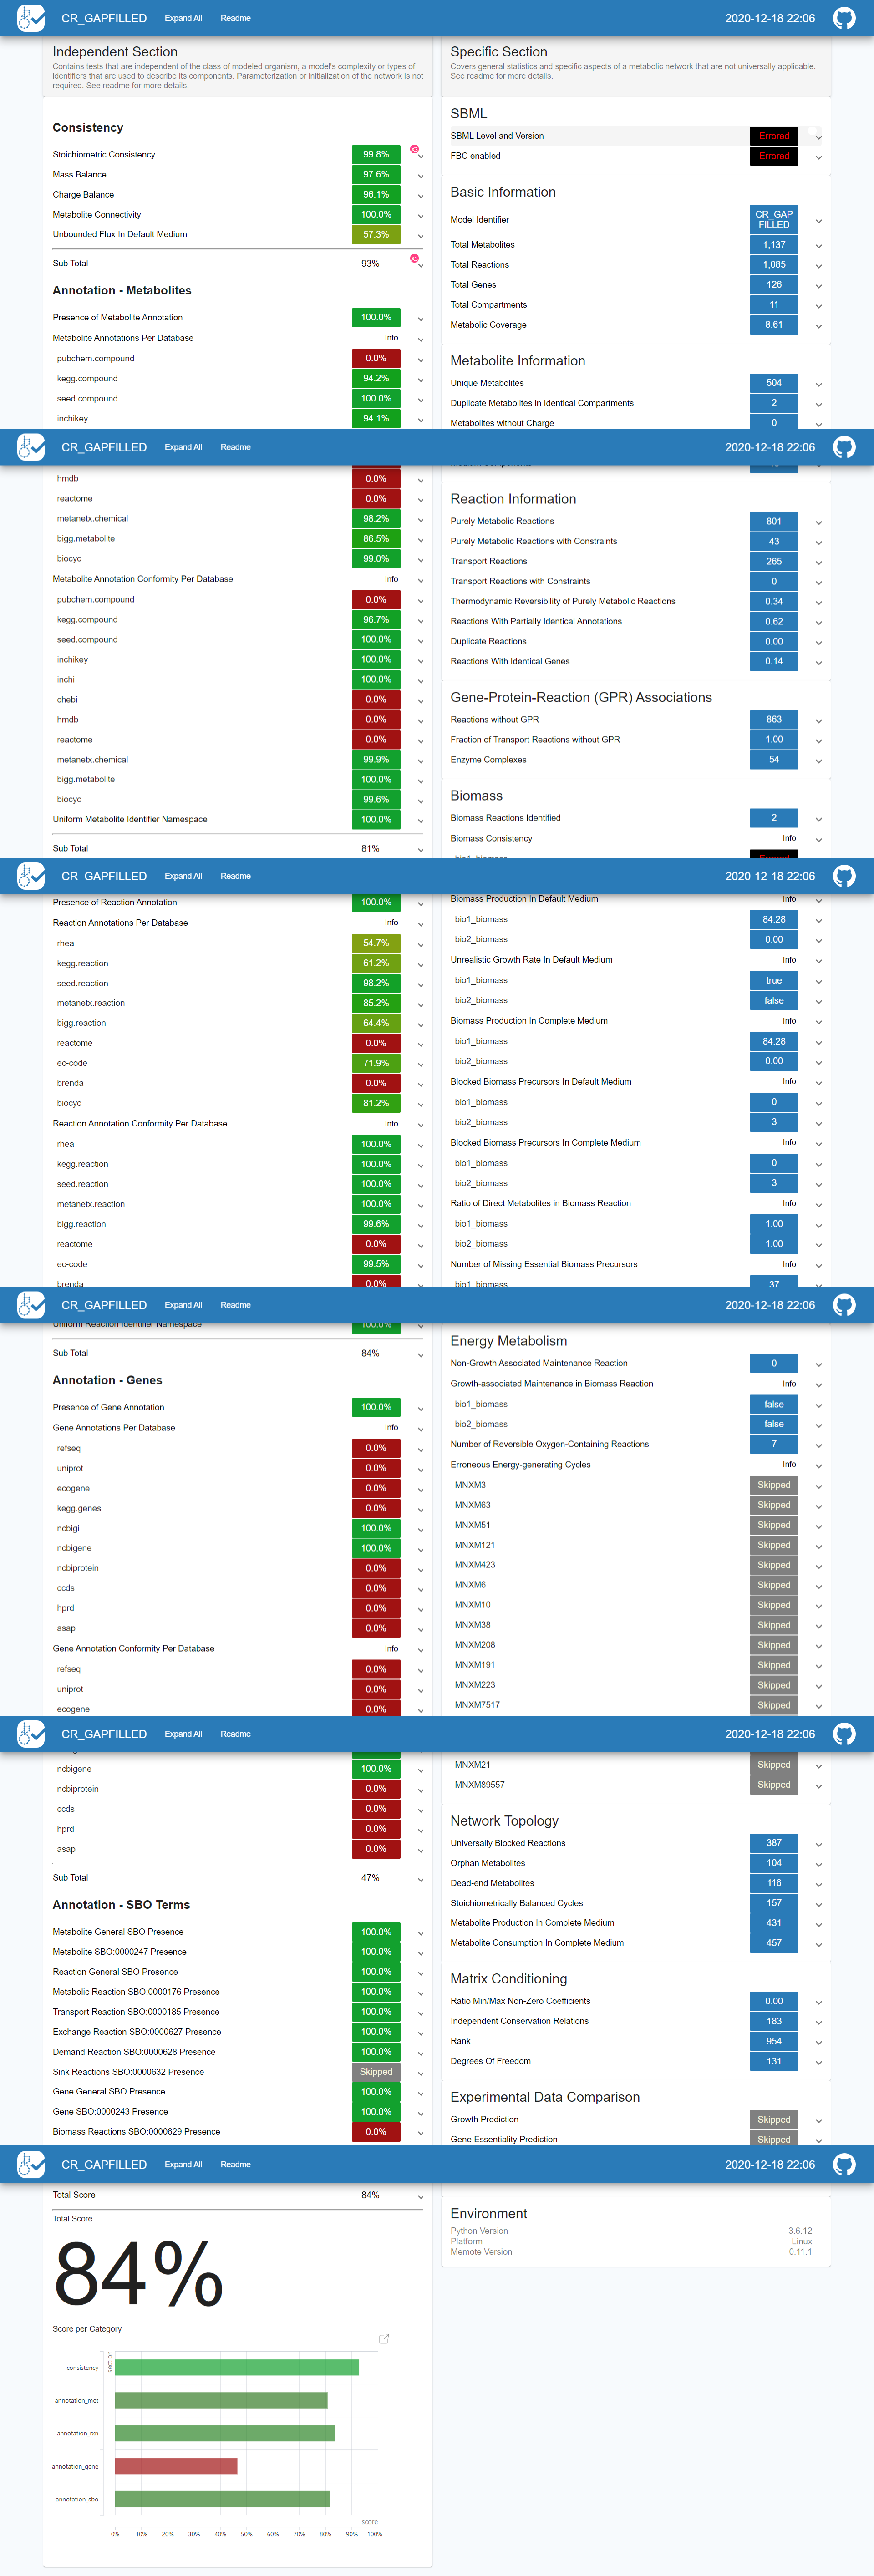 CR_GAPFILLED Expand All Readme 2020-12-18 22:06
Independent Section
Contains tests that are independent of the class of modeled organism, a model's complexity or types of
identifiers that are used to describe its components. Parameterization or initialization of the network is not
required. See readme for more details.
Consistency
Stoichiometric Consistency 99.8% x3
Mass Balance 97.6%
Charge Balance 96.1%
Metabolite Connectivity 100.0%
Unbounded Flux In Default Medium 57.3%
Sub Total 93% x3
Annotation - Metabolites
Presence of Metabolite Annotation 100.0%
Metabolite Annotations Per Database Info
pubchem.compound 0.0%
kegg.compound 94.2%
seed.compound 100.0%
inchikey 94.1%
Specific Section
Covers general statistics and specific aspects of a metabolic network that are not universally applicable.
See readme for more details.
SBML
SBML Level and Version Errored
FBC enabled Errored
Basic Information
Model Identifier CR_GAP
FILLED
Total Metabolites 1,137
Total Reactions 1,085
Total Genes 126
Total Compartments 11
Metabolic Coverage 8.61
Metabolite Information
Unique Metabolites 504
Duplicate Metabolites in Identical Compartments 2
Metabolites without Charge 0
CR_GAPFILLED Expand All Readme 2020-12-18 22:06
hmdb 0.0%
reactome 0.0%
metanetx.chemical 98.2%
bigg.metabolite 86.5%
biocyc 99.0%
Metabolite Annotation Conformity Per Database Info
pubchem.compound 0.0%
kegg.compound 96.7%
seed.compound 100.0%
inchikey 100.0%
inchi 100.0%
chebi 0.0%
hmdb 0.0%
reactome 0.0%
metanetx.chemical 99.9%
bigg.metabolite 100.0%
biocyc 99.6%
Uniform Metabolite Identifier Namespace 100.0%
Sub Total 81%
Reaction Information
Purely Metabolic Reactions 801
Purely Metabolic Reactions with Constraints 43
Transport Reactions 265
Transport Reactions with Constraints 0
Thermodynamic Reversibility of Purely Metabolic Reactions 0.34
Reactions With Partially Identical Annotations 0.62
Duplicate Reactions 0.00
Reactions With Identical Genes 0.14
Gene-Protein-Reaction (GPR) Associations
Reactions without GPR 863
Fraction of Transport Reactions without GPR 1.00
Enzyme Complexes 54
Biomass
Biomass Reactions Identified 2
Biomass Consistency Info
CR_GAPFILLED Expand All Readme 2020-12-18 22:06
Presence of Reaction Annotation 100.0%
Reaction Annotations Per Database Info
rhea 54.7%
kegg.reaction 61.2%
seed.reaction 98.2%
metanetx.reaction 85.2%
bigg.reaction 64.4%
reactome 0.0%
ec-code 71.9%
brenda 0.0%
biocyc 81.2%
Reaction Annotation Conformity Per Database Info
rhea 100.0%
kegg.reaction 100.0%
seed.reaction 100.0%
metanetx.reaction 100.0%
bigg.reaction 99.6%
reactome 0.0%
ec-code 99.5%
brenda 0.0%
Biomass Production In Default Medium Info
bio1_biomass 84.28
bio2_biomass 0.00
Unrealistic Growth Rate In Default Medium Info
bio1_biomass true
bio2_biomass false
Biomass Production In Complete Medium Info
bio1_biomass 84.28
bio2_biomass 0.00
Blocked Biomass Precursors In Default Medium Info
bio1_biomass 0
bio2_biomass 3
Blocked Biomass Precursors In Complete Medium Info
bio1_biomass 0
bio2_biomass 3
Ratio of Direct Metabolites in Biomass Reaction Info
bio1_biomass 1.00
bio2_biomass 1.00
Number of Missing Essential Biomass Precursors Info
bio1_biomass 37
CR_GAPFILLED Expand All Readme 2020-12-18 22:06
Uniform Reaction Identifier Namespace 100.0%
Sub Total 84%
Annotation - Genes
Presence of Gene Annotation 100.0%
Gene Annotations Per Database Info
refseq 0.0%
uniprot 0.0%
ecogene 0.0%
kegg.genes 0.0%
ncbigi 100.0%
ncbigene 100.0%
ncbiprotein 0.0%
ccds 0.0%
hprd 0.0%
asap 0.0%
Gene Annotation Conformity Per Database Info
refseq 0.0%
uniprot 0.0%
ecogene 0.0%
Energy Metabolism
Non-Growth Associated Maintenance Reaction 0
Growth-associated Maintenance in Biomass Reaction Info
bio1_biomass false
bio2_biomass false
Number of Reversible Oxygen-Containing Reactions 7
Erroneous Energy-generating Cycles Info
MNXM3 Skipped
MNXM63 Skipped
MNXM51 Skipped
MNXM121 Skipped
MNXM423 Skipped
MNXM6 Skipped
MNXM10 Skipped
MNXM38 Skipped
MNXM208 Skipped
MNXM191 Skipped
MNXM223 Skipped
MNXM7517 Skipped
CR_GAPFILLED Expand All Readme 2020-12-18 22:06
ncbigene 100.0%
ncbiprotein 0.0%
ccds 0.0%
hprd 0.0%
asap 0.0%
Sub Total 47%
Annotation - SBO Terms
Metabolite General SBO Presence 100.0%
Metabolite SBO:0000247 Presence 100.0%
Reaction General SBO Presence 100.0%
Metabolic Reaction SBO:0000176 Presence 100.0%
Transport Reaction SBO:0000185 Presence 100.0%
Exchange Reaction SBO:0000627 Presence 100.0%
Demand Reaction SBO:0000628 Presence 100.0%
Sink Reactions SBO:0000632 Presence Skipped
Gene General SBO Presence 100.0%
Gene SBO:0000243 Presence 100.0%
Biomass Reactions SBO:0000629 Presence 0.0%
MNXM21 Skipped
MNXM89557 Skipped
Network Topology
Universally Blocked Reactions 387
Orphan Metabolites 104
Dead-end Metabolites 116
Stoichiometrically Balanced Cycles 157
Metabolite Production In Complete Medium 431
Metabolite Consumption In Complete Medium 457
Matrix Conditioning
Ratio Min/Max Non-Zero Coefficients 0.00
Independent Conservation Relations 183
Rank 954
Degrees Of Freedom 131
Experimental Data Comparison
Growth Prediction Skipped
Gene Essentiality Prediction Skipped
CR_GAPFILLED Expand All Readme 2020-12-18 22:06
Total Score 84%
Total Score
84%
Score per Category
section
consistency
annotation_met
annotation_rxn
annotation_gene
annotation_sbo
score
0% 10% 20% 30% 40% 50% 60% 70% 80% 90% 100%
Environment
Python Version 3.6.12
Platform Linux
Memote Version 0.11.1